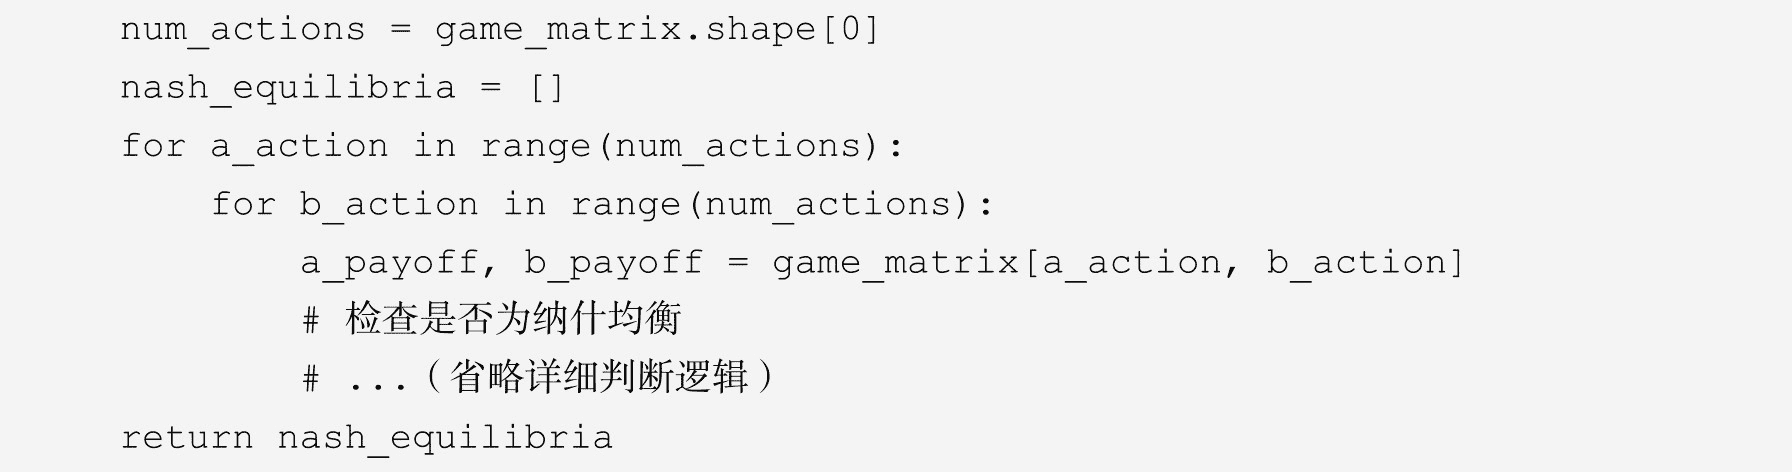 num_actions = game_matrix.shape[0]
nash_equilibria = []
for a_action in range(num_actions):
    for b_action in range(num_actions):
        a_payoff, b_payoff = game_matrix[a_action, b_action]
        # 检查是否为纳什均衡
        # ...（省略详细判断逻辑）
return nash_equilibria